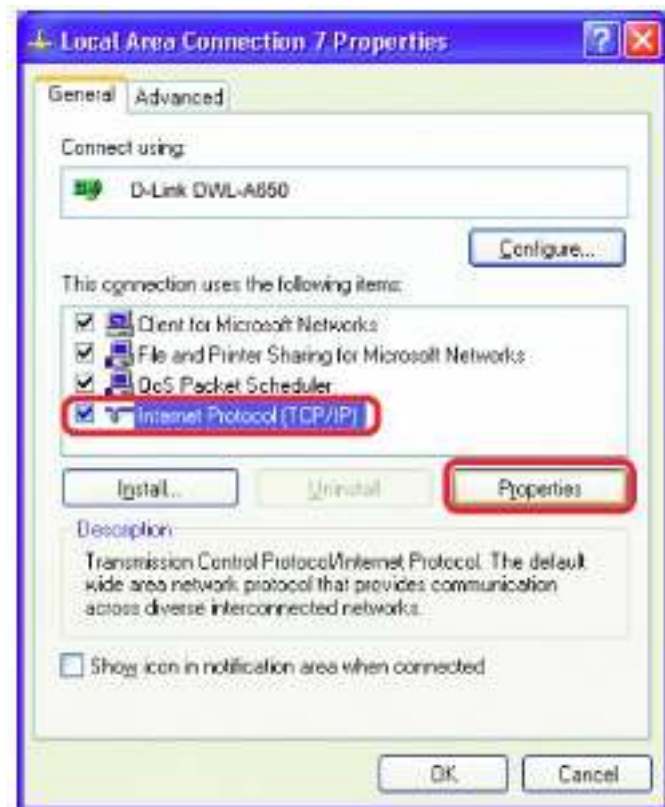 Local Area Connection 7 Properties
General
Advanced
Connect using:
D-Link DWL-A650
Configure...
This connection uses the following items:
Client for Microsoft Networks
File and Printer Sharing for Microsoft Networks
QoS Packet Scheduler
Internet Protocol (TCP/IP)
Install...
Uninstall
Properties
Description
Transmission Control Protocol/Internet Protocol. The default
wide area network protocol that provides communication
across diverse interconnected networks.
Show icon in notification area when connected
OK
Cancel